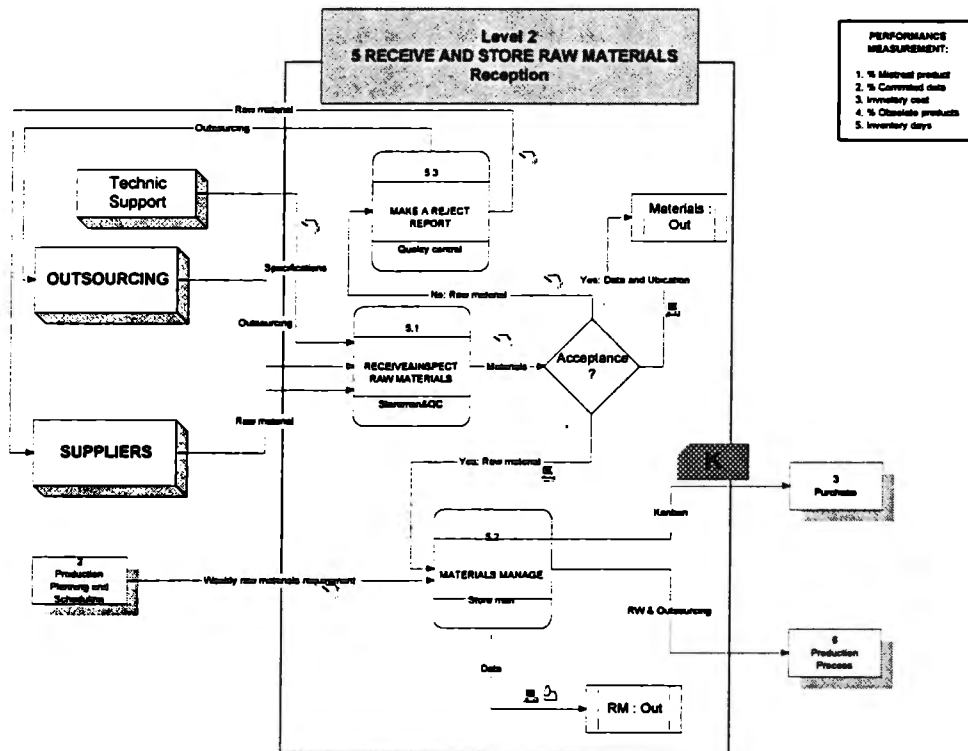 Level 2
5 RECEIVE AND STORE RAW MATERIALS
Reception
PERFORMANCE
MEASUREMENT:
1. % Mistreat product
2. % Commited date
3. Invnetory cost
4. % Obsolete products
5. Inventory days
Raw material
Outsourcing
Technic
Support
5.3
MAKE A REJECT
REPORT
Quality control
Materials :
Out
OUTSOURCING
Specifications
No: Raw material
Yes: Data and Ubication
Outsourcing
5.1
RECEIVE&INSPECT
RAW MATERIALS
Storeman&QC
Materials
Acceptance
?
Raw material
SUPPLIERS
Yes: Raw material
K
3
Purchase
Kanban
5.2
MATERIALS MANAGE
Store man
2
Production
Planning and
Scheduling
Weekly raw materials requirement
RW & Outsourcing
6
Production
Process
Data
RM : Out